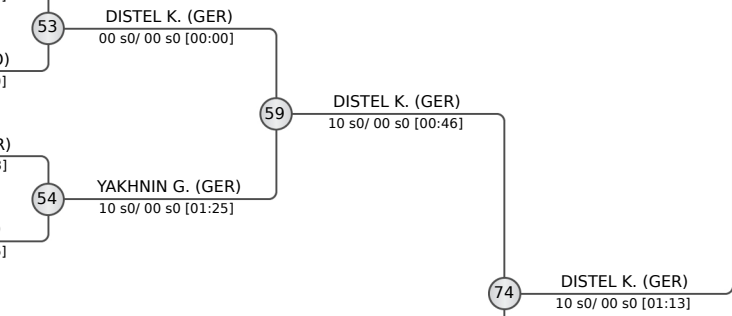 53
DISTEL K. (GER)
00 s0/ 00 s0 [00:00]
59
DISTEL K. (GER)
10 s0/ 00 s0 [00:46]
54
YAKHNIN G. (GER)
10 s0/ 00 s0 [01:25]
74
DISTEL K. (GER)
10 s0/ 00 s0 [01:13]